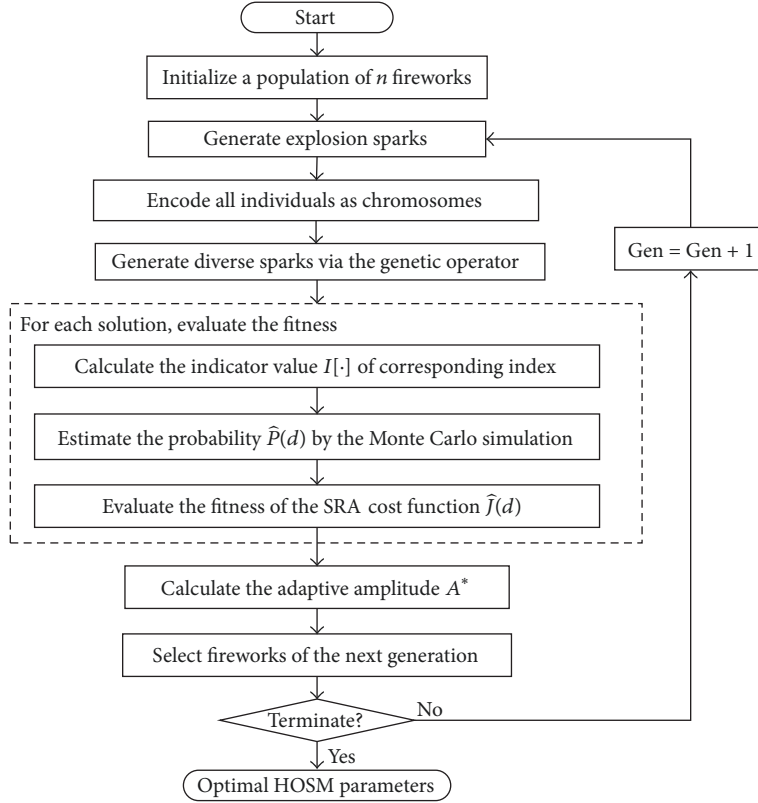 Start
Initialize a population of n fireworks
Generate explosion sparks
Encode all individuals as chromosomes
Gen = Gen + 1
Generate diverse sparks via the genetic operator
For each solution, evaluate the fitness
Calculate the indicator value I[·] of corresponding index
Estimate the probability P̂(d) by the Monte Carlo simulation
Evaluate the fitness of the SRA cost function Ĵ(d)
Calculate the adaptive amplitude A*
Select fireworks of the next generation
Terminate?
No
Yes
Optimal HOSM parameters